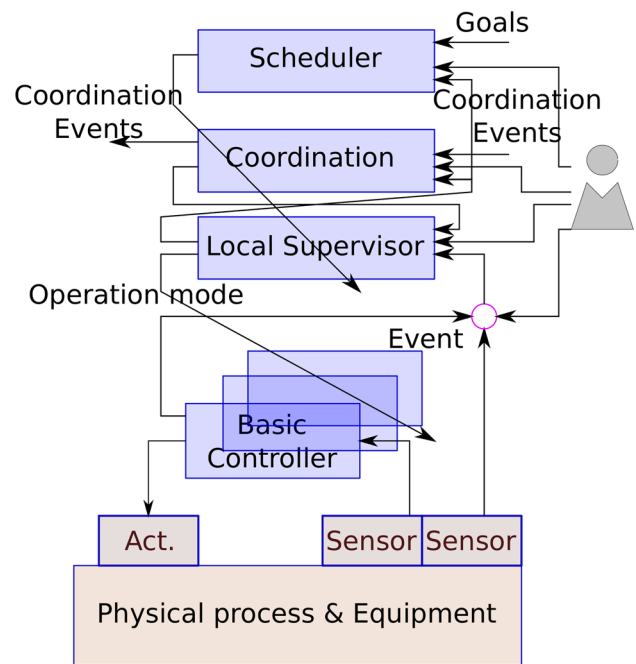 Goals
Scheduler
Coordination
Events
Coordination
Events
Coordination
Local Supervisor
Operation mode
Event
Basic
Controller
Act.
Sensor
Sensor
Physical process & Equipment